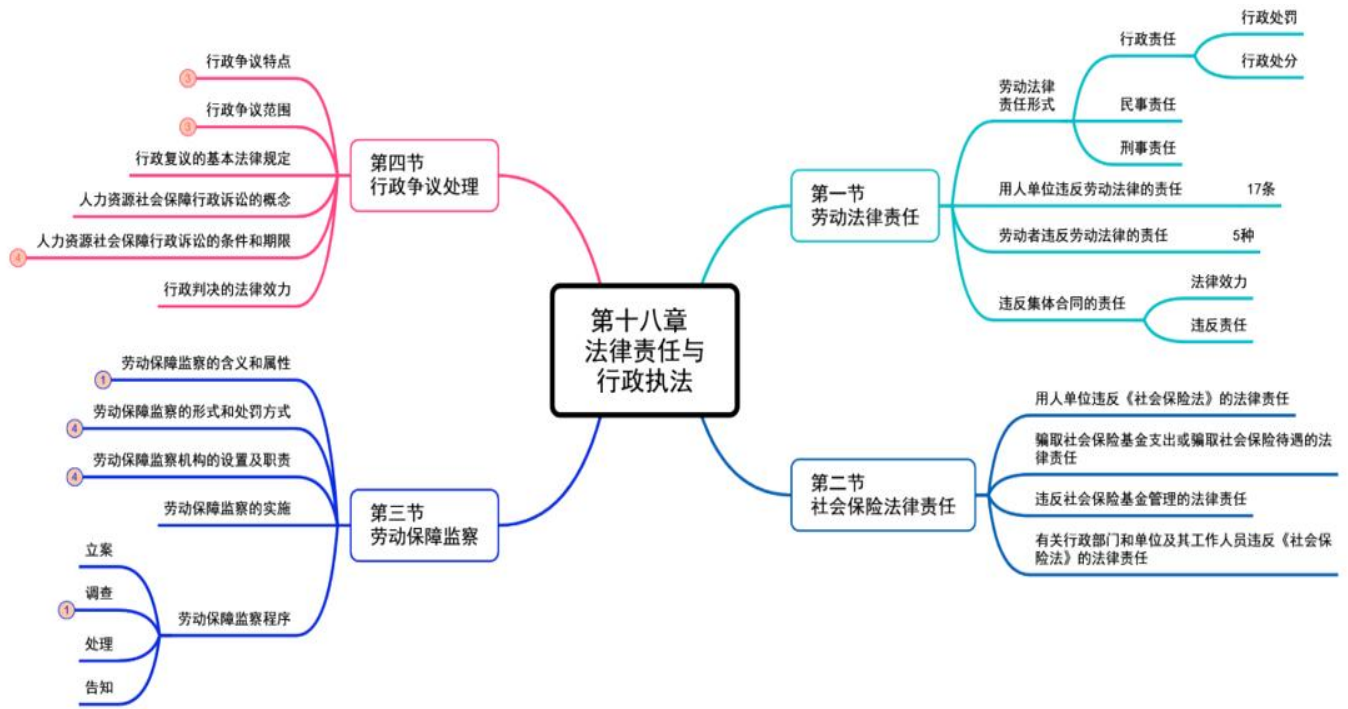 第十八章
法律责任与
行政执法
第一节
劳动法律责任
劳动法律
责任形式
行政责任
行政处罚
行政处分
民事责任
刑事责任
用人单位违反劳动法律的责任 17条
劳动者违反劳动法律的责任 5种
违反集体合同的责任
法律效力
违反责任
第二节
社会保险法律责任
用人单位违反《社会保险法》的法律责任
骗取社会保险基金支出或骗取社会保险待遇的法
律责任
违反社会保险基金管理的法律责任
有关行政部门和单位及其工作人员违反《社会保
险法》的法律责任
第三节
劳动保障监察
劳动保障监察的含义和属性
1
劳动保障监察的形式和处罚方式
4
劳动保障监察机构的设置及职责
4
劳动保障监察的实施
劳动保障监察程序
立案
调查
1
处理
告知
第四节
行政争议处理
行政争议特点
3
行政争议范围
3
行政复议的基本法律规定
人力资源社会保障行政诉讼的概念
人力资源社会保障行政诉讼的条件和期限
4
行政判决的法律效力